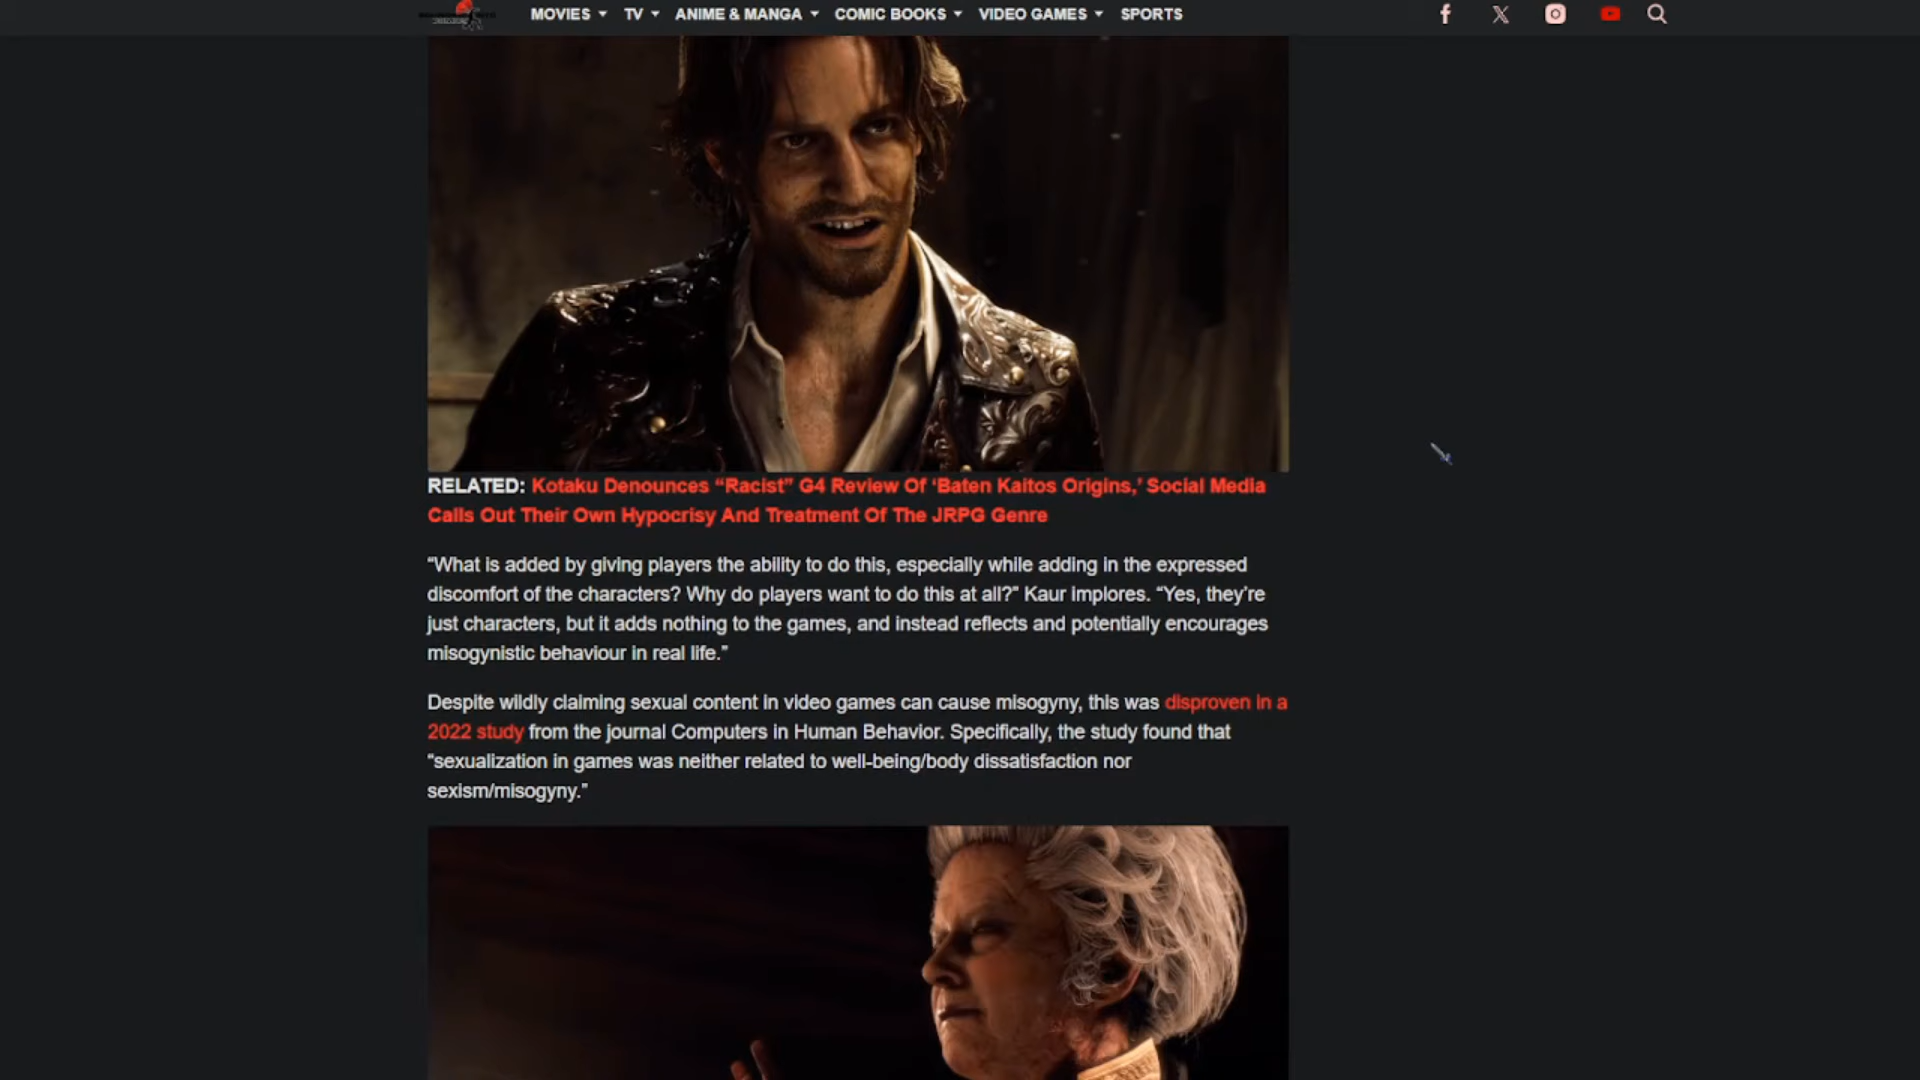 MOVIES TV ANIME & MANGA COMIC BOOKS VIDEO GAMES SPORTS
RELATED: Kotaku Denounces “Racist” G4 Review Of ‘Baten Kaitos Origins,’ Social Media
Calls Out Their Own Hypocrisy And Treatment Of The JRPG Genre
“What is added by giving players the ability to do this, especially while adding in the expressed
discomfort of the characters? Why do players want to do this at all?” Kaur implores. “Yes, they’re
just characters, but it adds nothing to the games, and instead reflects and potentially encourages
misogynistic behaviour in real life.”
Despite wildly claiming sexual content in video games can cause misogyny, this was disproven in a
2022 study from the journal Computers in Human Behavior. Specifically, the study found that
“sexualization in games was neither related to well-being/body dissatisfaction nor
sexism/misogyny.”